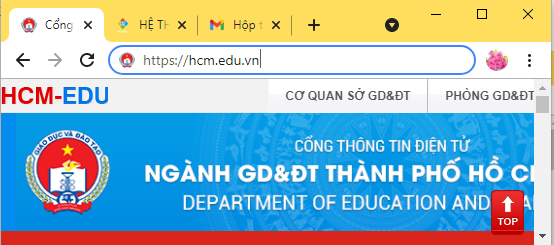 Cổng
HỆ TH
Hộp t
https://hcm.edu.vn
HCM-EDU
CƠ QUAN SỞ GD&ĐT
PHÒNG GD&ĐT
GIÁO DỤC VÀ ĐÀO TẠO
CỔNG THÔNG TIN ĐIỆN TỬ
NGÀNH GD&ĐT THÀNH PHỐ HỒ CHÍ
DEPARTMENT OF EDUCATION AND
TOP